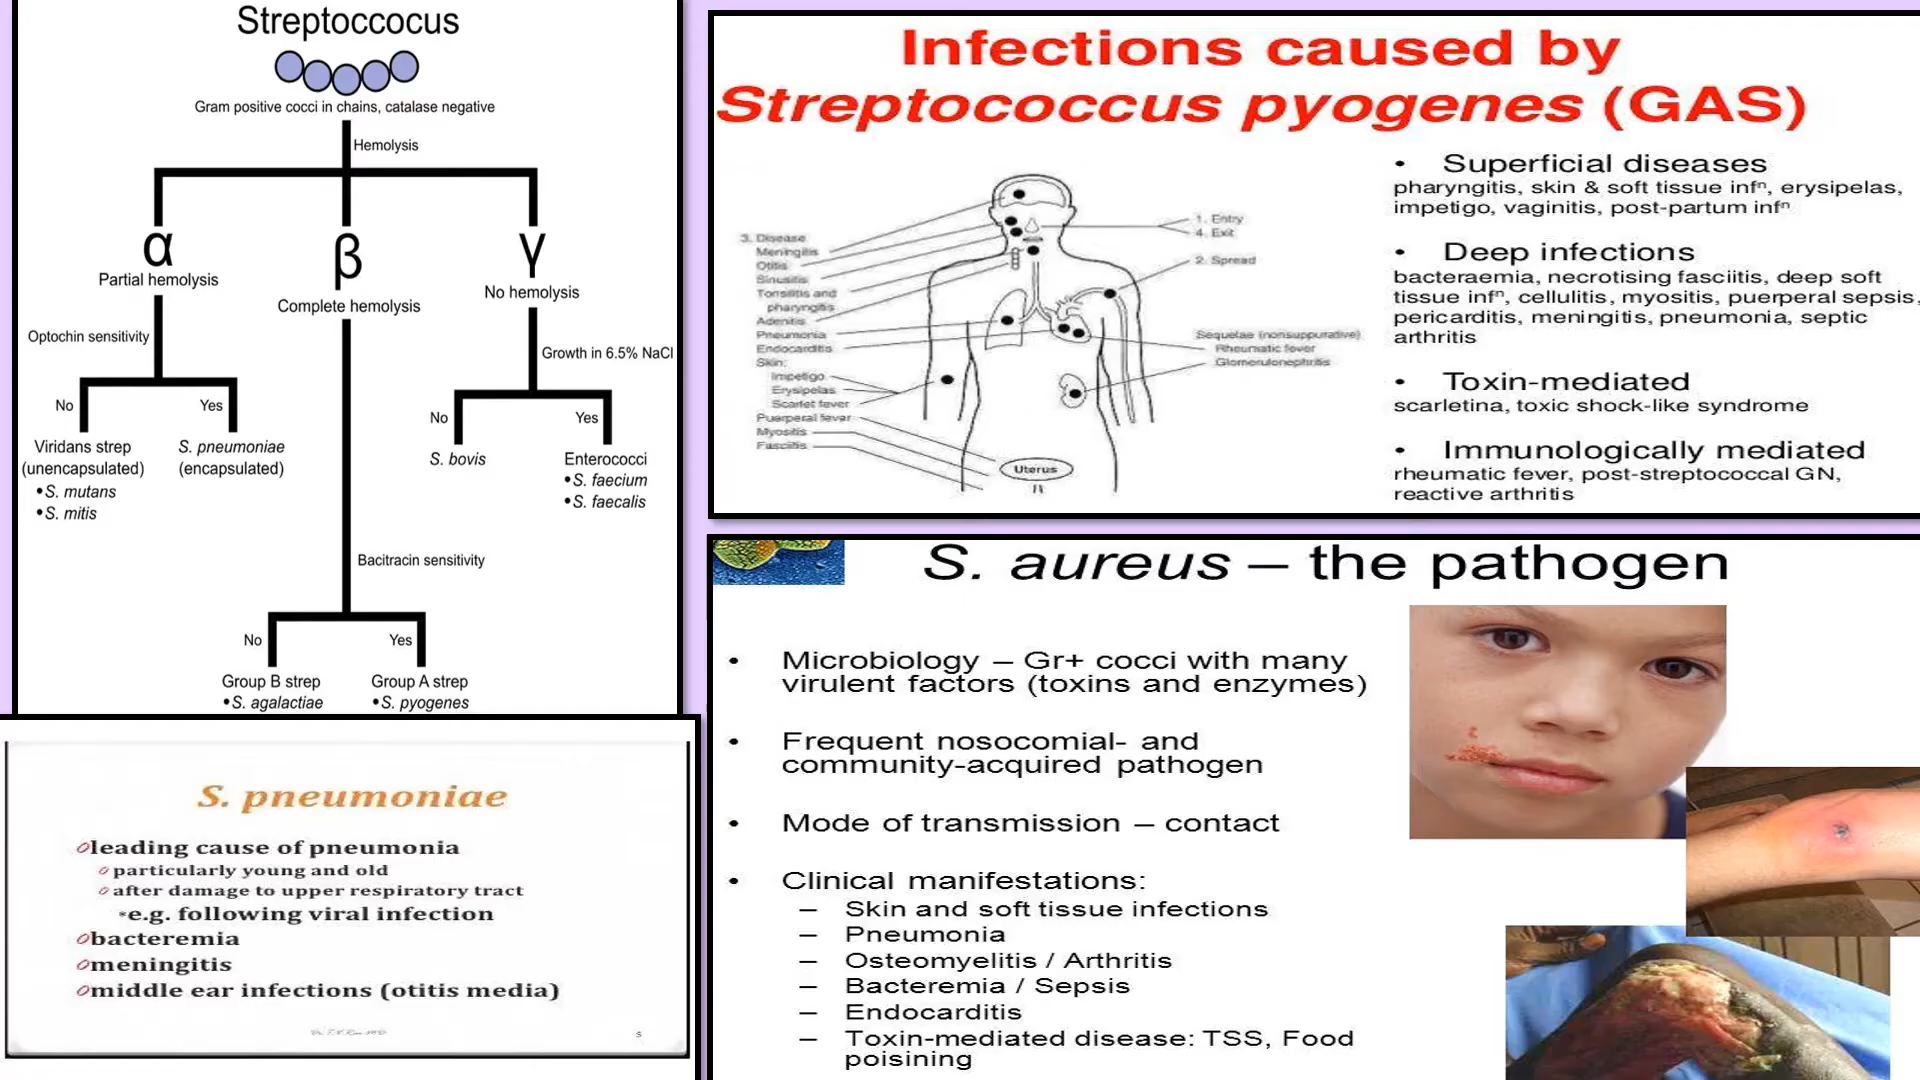 Streptoccocus
Gram positive cocci in chains, catalase negative
Hemolysis
α
β
γ
Partial hemolysis
Complete hemolysis
No hemolysis
Optochin sensitivity
Growth in 6.5% NaCl
No
Yes
No
Yes
Viridans strep
(unencapsulated)
•S. mutans
•S. mitis
S. pneumoniae
(encapsulated)
S. bovis
Enterococci
•S. faecium
•S. faecalis
Bacitracin sensitivity
No
Yes
Group B strep
•S. agalactiae
Group A strep
•S. pyogenes
Infections caused by
Streptococcus pyogenes (GAS)
3. Disease
Meningitis
Otitis
Sinusitis
Tonsilitis and
pharyngitis
Adenitis
Pneumonia
Endocarditis
Skin:
Impetigo
Erysipelas
Scarlet fever
Puerperal fever
Myositis
Fasciitis
1. Entry
4. Exit
2. Spread
Sequelae (nonsuppurative)
Rheumatic fever
Glomerulonephritis
Uterus
• Superficial diseases
pharyngitis, skin & soft tissue infⁿ, erysipelas,
impetigo, vaginitis, post-partum infⁿ
• Deep infections
bacteraemia, necrotising fasciitis, deep soft
tissue infⁿ, cellulitis, myositis, puerperal sepsis,
pericarditis, meningitis, pneumonia, septic
arthritis
• Toxin-mediated
scarletina, toxic shock-like syndrome
• Immunologically mediated
rheumatic fever, post-streptococcal GN,
reactive arthritis
S. pneumoniae
leading cause of pneumonia
particularly young and old
after damage to upper respiratory tract
*e.g. following viral infection
bacteremia
meningitis
middle ear infections (otitis media)
5
S. aureus – the pathogen
• Microbiology – Gr+ cocci with many
virulent factors (toxins and enzymes)
• Frequent nosocomial- and
community-acquired pathogen
• Mode of transmission – contact
• Clinical manifestations:
– Skin and soft tissue infections
– Pneumonia
– Osteomyelitis / Arthritis
– Bacteremia / Sepsis
– Endocarditis
– Toxin-mediated disease: TSS, Food
poisining